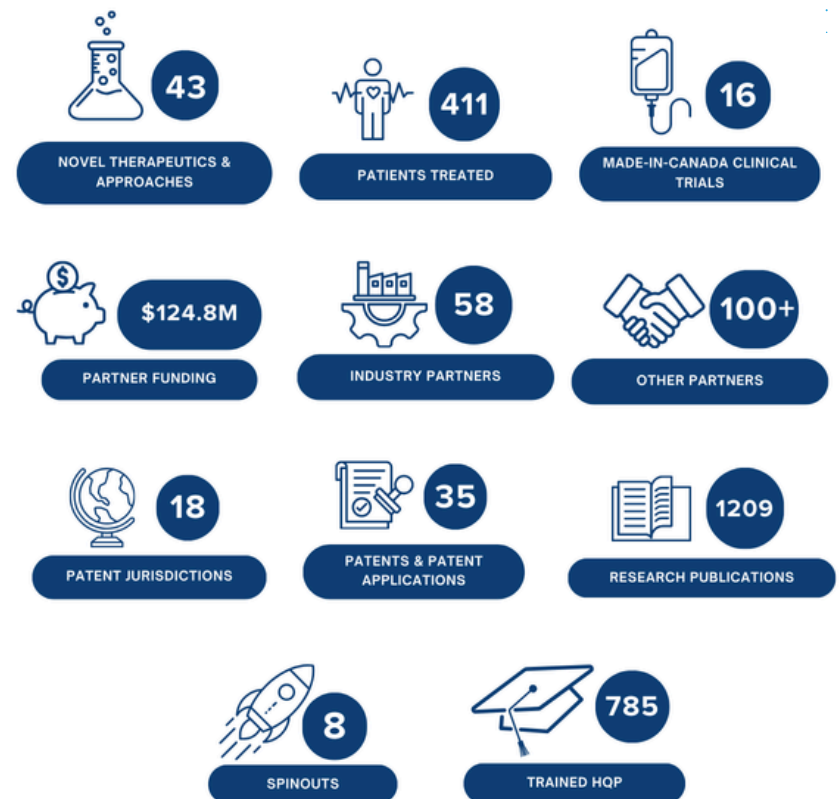 43
NOVEL THERAPEUTICS &
APPROACHES
411
PATIENTS TREATED
16
MADE-IN-CANADA CLINICAL
TRIALS
$
$124.8M
PARTNER FUNDING
58
INDUSTRY PARTNERS
100+
OTHER PARTNERS
18
PATENT JURISDICTIONS
35
PATENTS & PATENT
APPLICATIONS
1209
RESEARCH PUBLICATIONS
8
SPINOUTS
785
TRAINED HQP